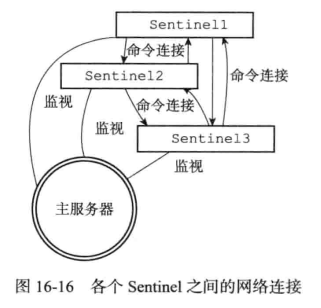 Sentinel1
命令连接
Sentinel2
命令连接
监视
命令连接
监视
Sentinel3
监视
主服务器
图 16-16 各个 Sentinel 之间的网络连接